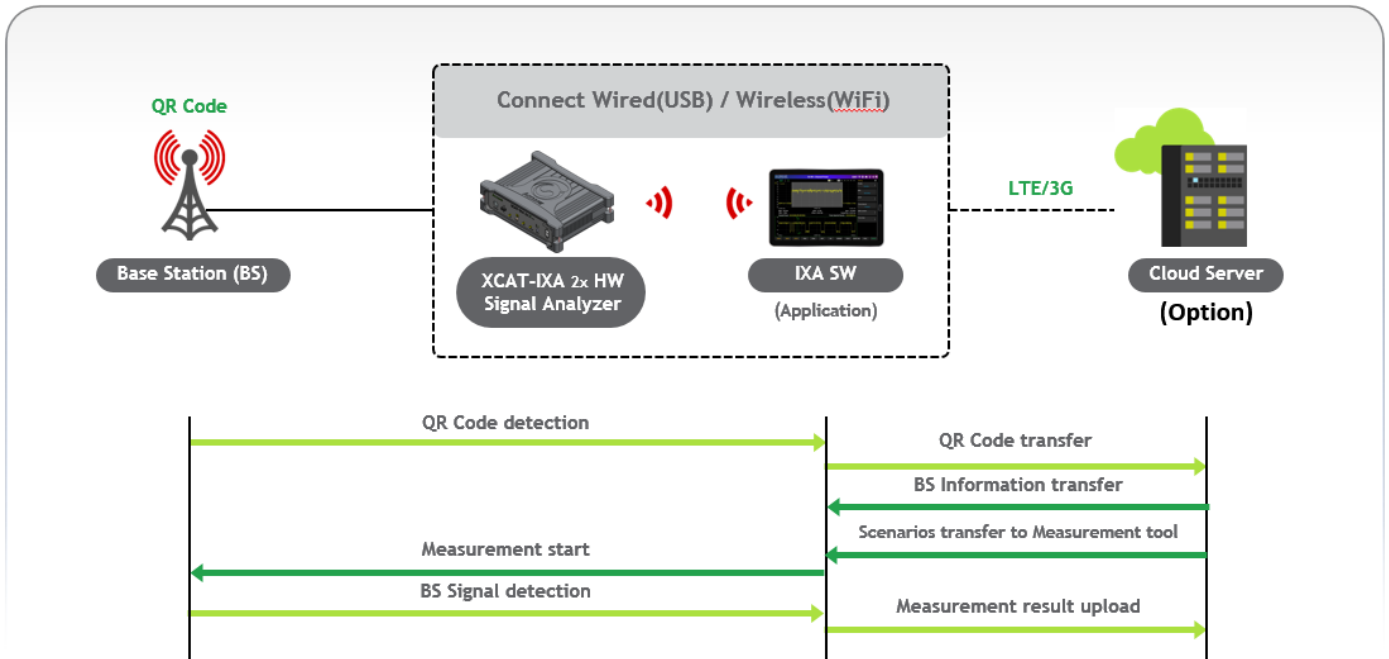 Connect Wired(USB) / Wireless(WiFi)
QR Code
LTE/3G
Base Station (BS)
XCAT-IXA 2x HW
Signal Analyzer
IXA SW
(Application)
Cloud Server
(Option)
QR Code detection
QR Code transfer
BS Information transfer
Scenarios transfer to Measurement tool
Measurement start
BS Signal detection
Measurement result upload